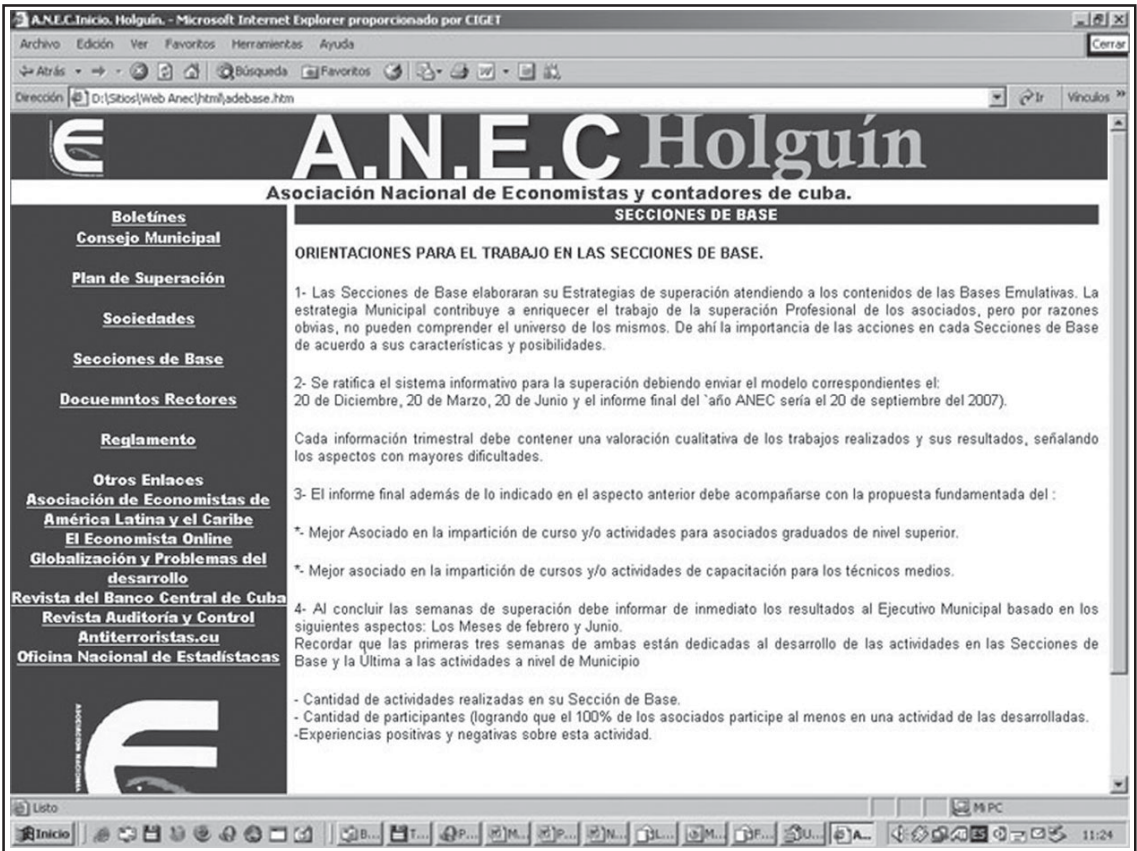 A.N.E.C.Inicio. Holguín. - Microsoft Internet Explorer proporcionado por CIGET
Archivo Edición Ver Favoritos Herramientas Ayuda
Cerrar
Atrás Búsqueda Favoritos
Dirección D:\Sitios\Web Anec\html\adebase.htm Ir Vínculos »
A.N.E.C Holguín
Asociación Nacional de Economistas y contadores de cuba.
Boletínes
Consejo Municipal
Plan de Superación
Sociedades
Secciones de Base
Docuemntos Rectores
Reglamento
Otros Enlaces
Asociación de Economistas de
América Latina y el Caribe
El Economista Online
Globalización y Problemas del
desarrollo
Revista del Banco Central de Cuba
Revista Auditoría y Control
Antiterroristas.cu
Oficina Nacional de Estadístacas
ASOCIACION NACIONAL
SECCIONES DE BASE
ORIENTACIONES PARA EL TRABAJO EN LAS SECCIONES DE BASE.
1- Las Secciones de Base elaboraran su Estrategias de superación atendiendo a los contenidos de las Bases Emulativas. La
estrategia Municipal contribuye a enriquecer el trabajo de la superación Profesional de los asociados, pero por razones
obvias, no pueden comprender el universo de los mismos. De ahí la importancia de las acciones en cada Secciones de Base
de acuerdo a sus características y posibilidades.
2- Se ratifica el sistema informativo para la superación debiendo enviar el modelo correspondientes el:
20 de Diciembre, 20 de Marzo, 20 de Junio y el informe final del `año ANEC sería el 20 de septiembre del 2007).
Cada información trimestral debe contener una valoración cualitativa de los trabajos realizados y sus resultados, señalando
los aspectos con mayores dificultades.
3- El informe final además de lo indicado en el aspecto anterior debe acompañarse con la propuesta fundamentada del :
*- Mejor Asociado en la impartición de curso y/o actividades para asociados graduados de nivel superior.
*- Mejor asociado en la impartición de cursos y/o actividades de capacitación para los técnicos medios.
4- Al concluir las semanas de superación debe informar de inmediato los resultados al Ejecutivo Municipal basado en los
siguientes aspectos: Los Meses de febrero y Junio.
Recordar que las primeras tres semanas de ambas están dedicadas al desarrollo de las actividades en las Secciones de
Base y la Última a las actividades a nivel de Municipio
- Cantidad de actividades realizadas en su Sección de Base.
- Cantidad de participantes (logrando que el 100% de los asociados participe al menos en una actividad de las desarrolladas.
-Experiencias positivas y negativas sobre esta actividad.
Listo
Mi PC
Inicio B... T... P... M... P... N... L... M... F... U... A... ES 11:24